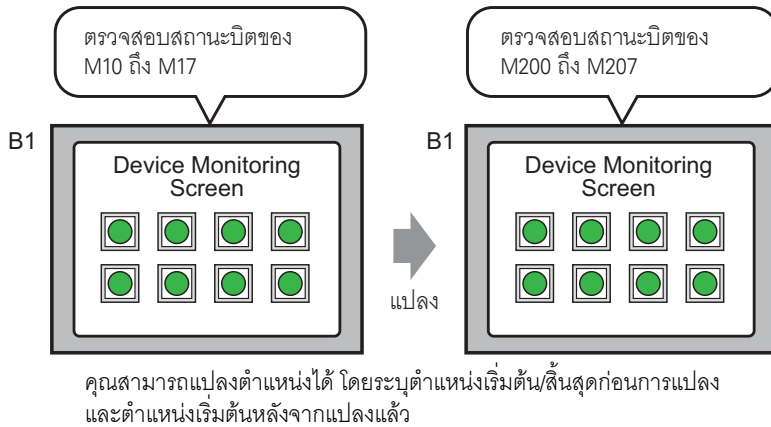 ตรวจสอบสถานะบิตของ
M10 ถึง M17
ตรวจสอบสถานะบิตของ
M200 ถึง M207
B1
Device Monitoring
Screen
แปลง
B1
Device Monitoring
Screen
คุณสามารถแปลงตำแหน่งได้ โดยระบุตำแหน่งเริ่มต้น/สิ้นสุดก่อนการแปลง
และตำแหน่งเริ่มต้นหลังจากแปลงแล้ว